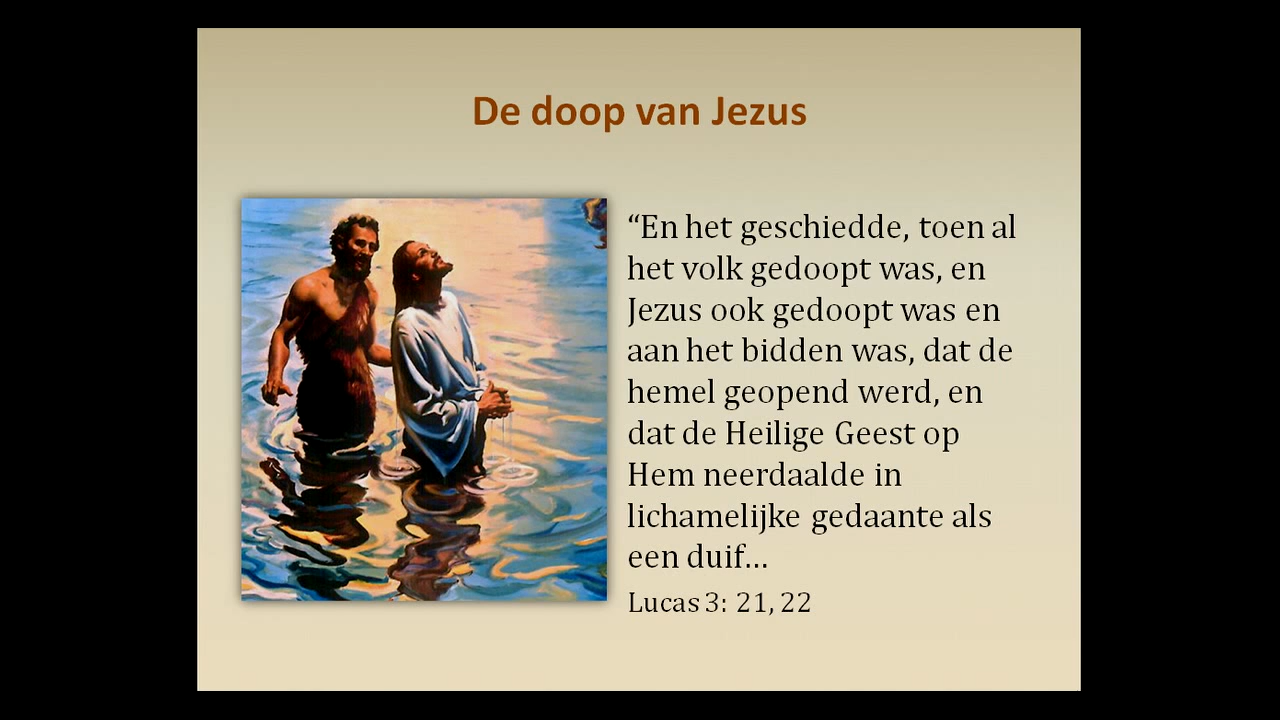 De doop van Jezus
“En het geschiedde, toen al
het volk gedoopt was, en
Jezus ook gedoopt was en
aan het bidden was, dat de
hemel geopend werd, en
dat de Heilige Geest op
Hem neerdaalde in
lichamelijke gedaante als
een duif...
Lucas 3: 21, 22